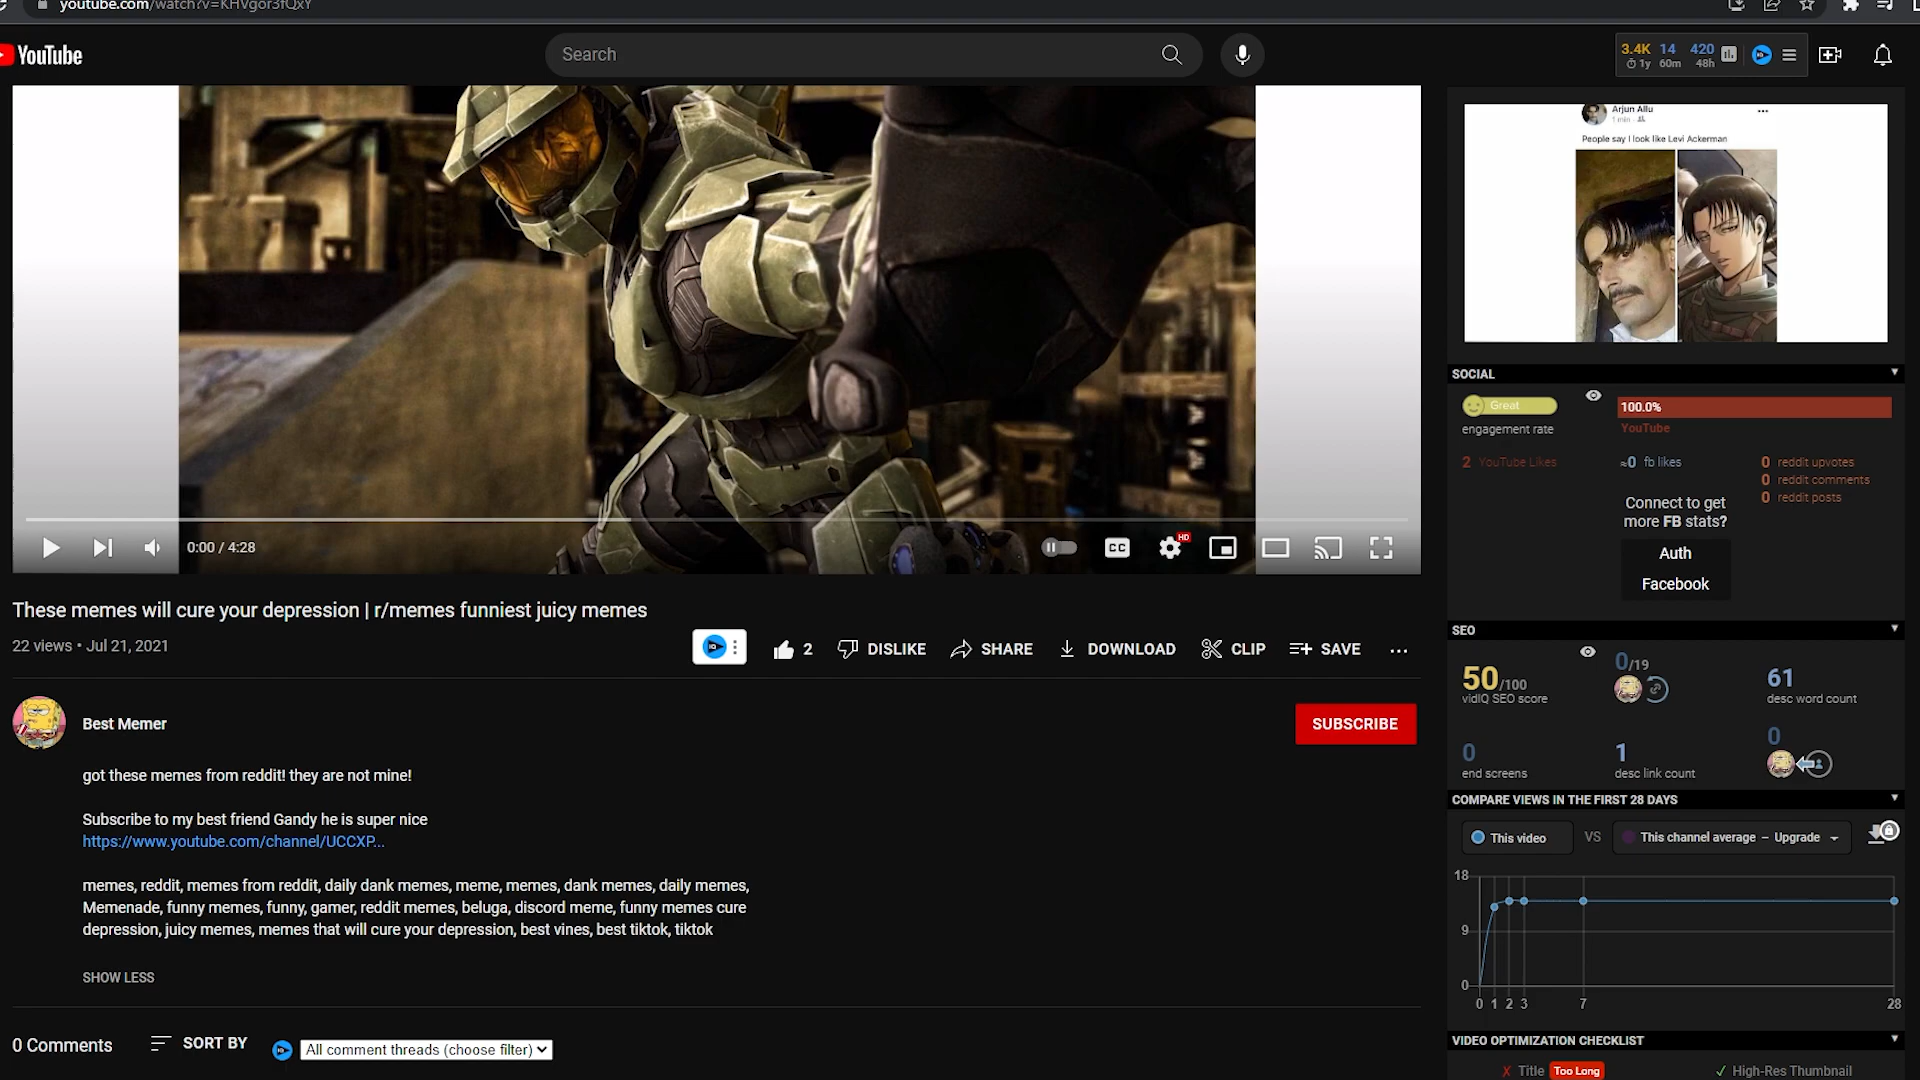 youtube.com/watch?v=KHVgor3fQxY
YouTube
Search
3.4K 14 420
1y 60m 48h
Arjun Allu
1 min
People say I look like Levi Ackerman
0:00 / 4:28
CC
HD
SOCIAL
Great
engagement rate
100.0%
YouTube
2 YouTube Likes
≈0 fb likes
0 reddit upvotes
0 reddit comments
0 reddit posts
Connect to get
more FB stats?
Auth
Facebook
These memes will cure your depression | r/memes funniest juicy memes
22 views • Jul 21, 2021
2
DISLIKE
SHARE
DOWNLOAD
CLIP
SAVE
Best Memer
SUBSCRIBE
got these memes from reddit! they are not mine!
Subscribe to my best friend Gandy he is super nice
https://www.youtube.com/channel/UCCXP...
memes, reddit, memes from reddit, daily dank memes, meme, memes, dank memes, daily memes,
Memenade, funny memes, funny, gamer, reddit memes, beluga, discord meme, funny memes cure
depression, juicy memes, memes that will cure your depression, best vines, best tiktok, tiktok
SHOW LESS
0 Comments
SORT BY
All comment threads (choose filter)
SEO
50/100
vidIQ SEO score
0/19
61
desc word count
0
end screens
1
desc link count
0
COMPARE VIEWS IN THE FIRST 28 DAYS
This video
VS
This channel average – Upgrade
18
9
0
0 1 2 3 7 28
VIDEO OPTIMIZATION CHECKLIST
✗ Title Too Long
✓ High-Res Thumbnail